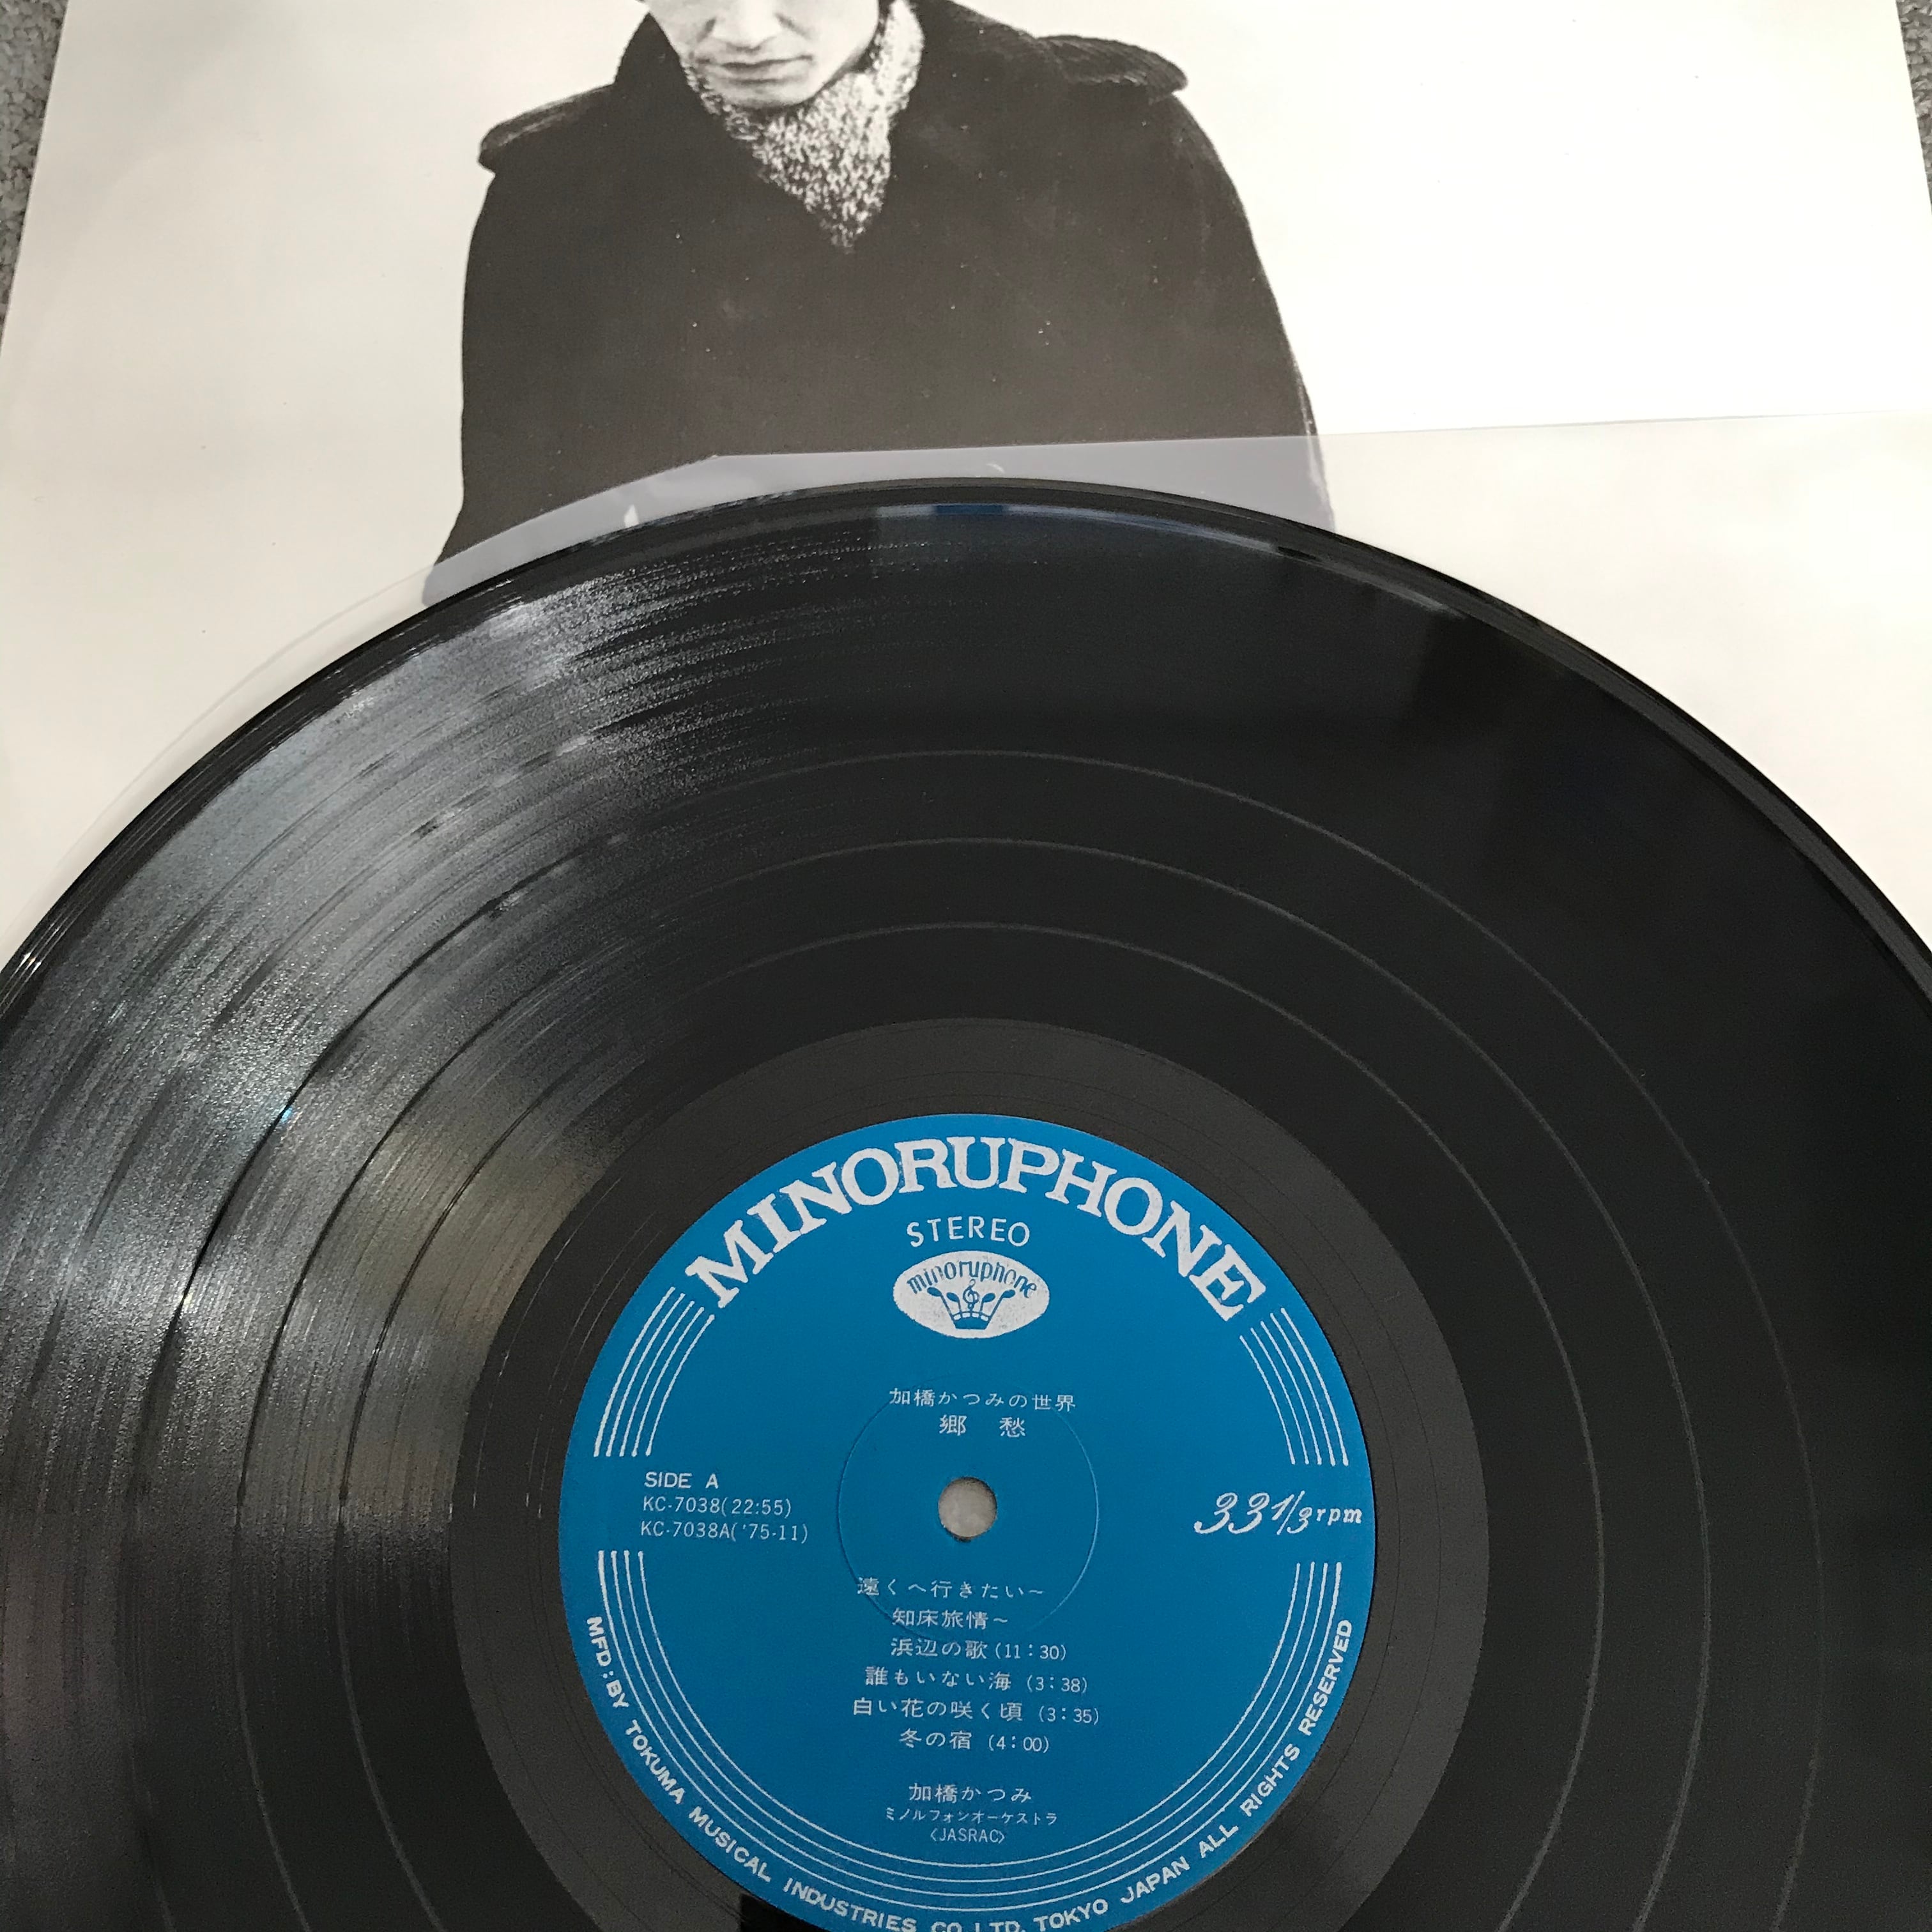 MINORUPHONE
STEREO
minoruphone
加橋かつみの世界
郷 愁
SIDE A
KC-7038(22:55)
KC-7038A('75-11)
33 1/3 rpm
遠くへ行きたい～
知床旅情～
浜辺の歌 (11:30)
誰もいない海 (3:38)
白い花の咲く頃 (3:35)
冬の宿 (4:00)
加橋かつみ
ミノルフォンオーケストラ
〈JASRAC〉
MFD: BY TOKUMA MUSICAL INDUSTRIES CO. LTD. TOKYO JAPAN ALL RIGHTS RESERVED